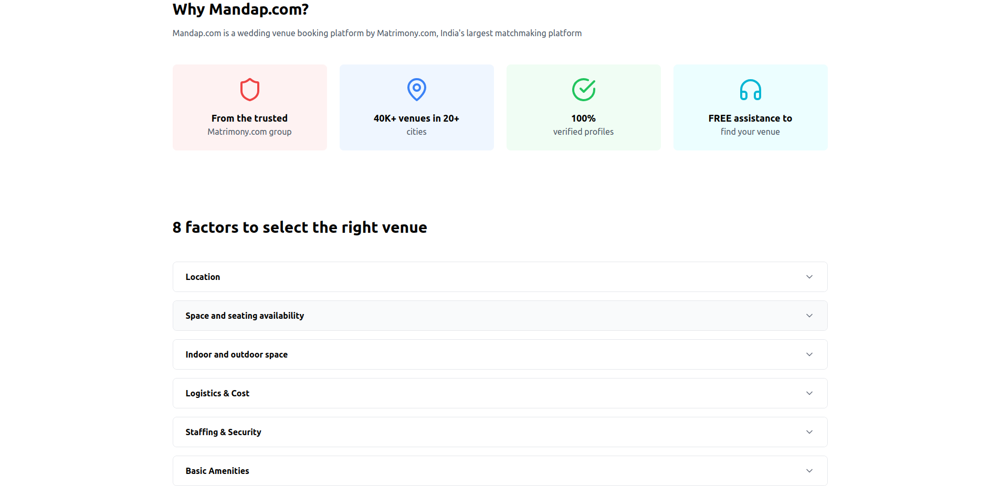 Why Mandap.com?
Mandap.com is a wedding venue booking platform by Matrimony.com, India's largest matchmaking platform
From the trusted
Matrimony.com group
40K+ venues in 20+
cities
100%
verified profiles
FREE assistance to
find your venue
8 factors to select the right venue
Location
Space and seating availability
Indoor and outdoor space
Logistics & Cost
Staffing & Security
Basic Amenities